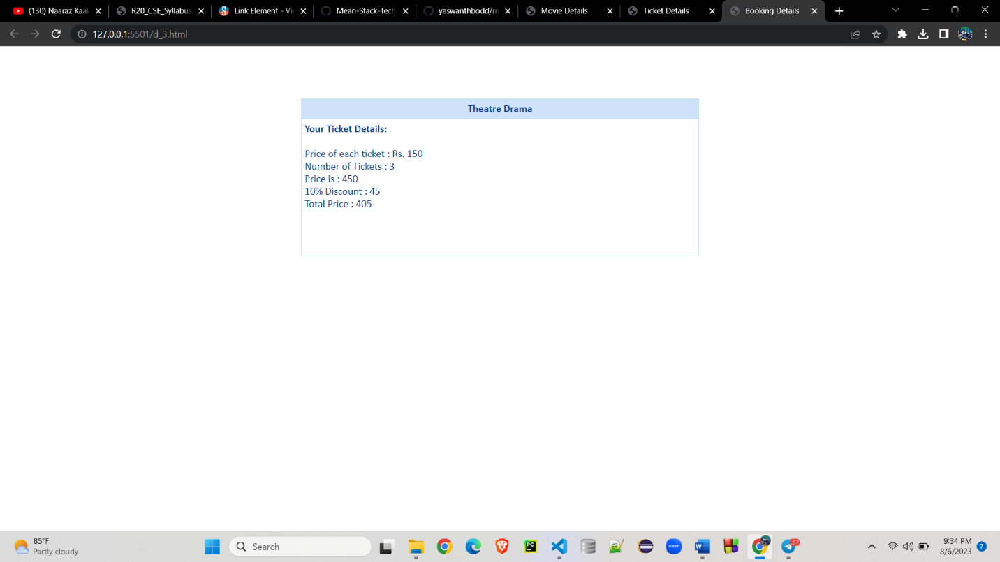 (130) Naaraz Kaal
R20_CSE_Syllabus
Link Element - Vi
Mean-Stack-Tech
yaswanthbodd/m
Movie Details
Ticket Details
Booking Details
127.0.0.1:5501/d_3.html
Theatre Drama
Your Ticket Details:
Price of each ticket : Rs. 150
Number of Tickets : 3
Price is : 450
10% Discount : 45
Total Price : 405
85°F
Partly cloudy
Search
PC
zoom
W
57
9:34 PM
8/6/2023
7